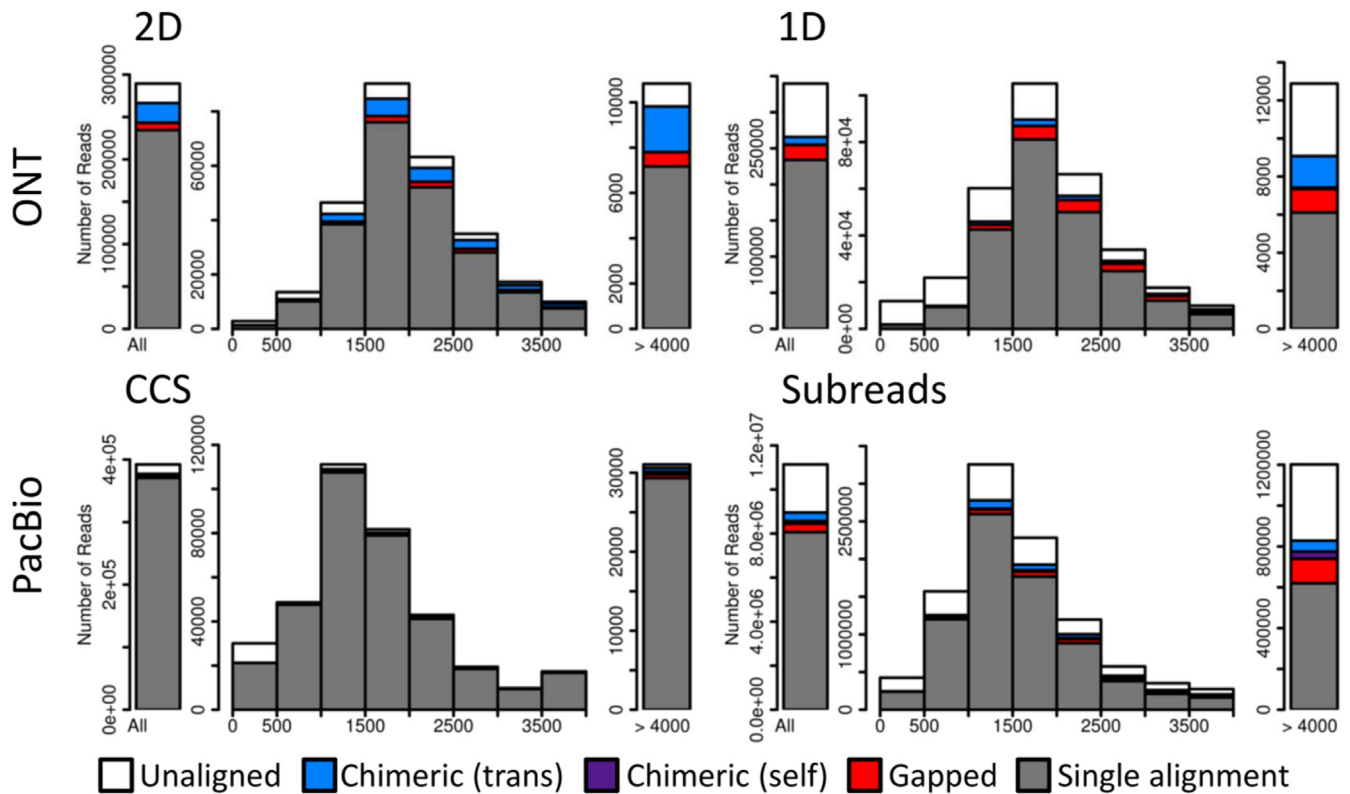 2D
1D
ONT
Number of Reads
0
100000
200000
300000
All
0
20000
60000
0
500
1500
2500
3500
0
2000
6000
10000
> 4000
Number of Reads
0
100000
250000
All
0e+00
4e+04
8e+04
0
500
1500
2500
3500
0
4000
8000
12000
> 4000
CCS
Subreads
PacBio
Number of Reads
0e+00
2e+05
4e+05
All
0
40000
80000
120000
0
500
1500
2500
3500
0
10000
20000
30000
> 4000
Number of Reads
0.0e+00
4.0e+06
8.0e+06
1.2e+07
All
0
1000000
2500000
0
500
1500
2500
3500
0
400000
800000
1200000
> 4000
Unaligned Chimeric (trans) Chimeric (self) Gapped Single alignment